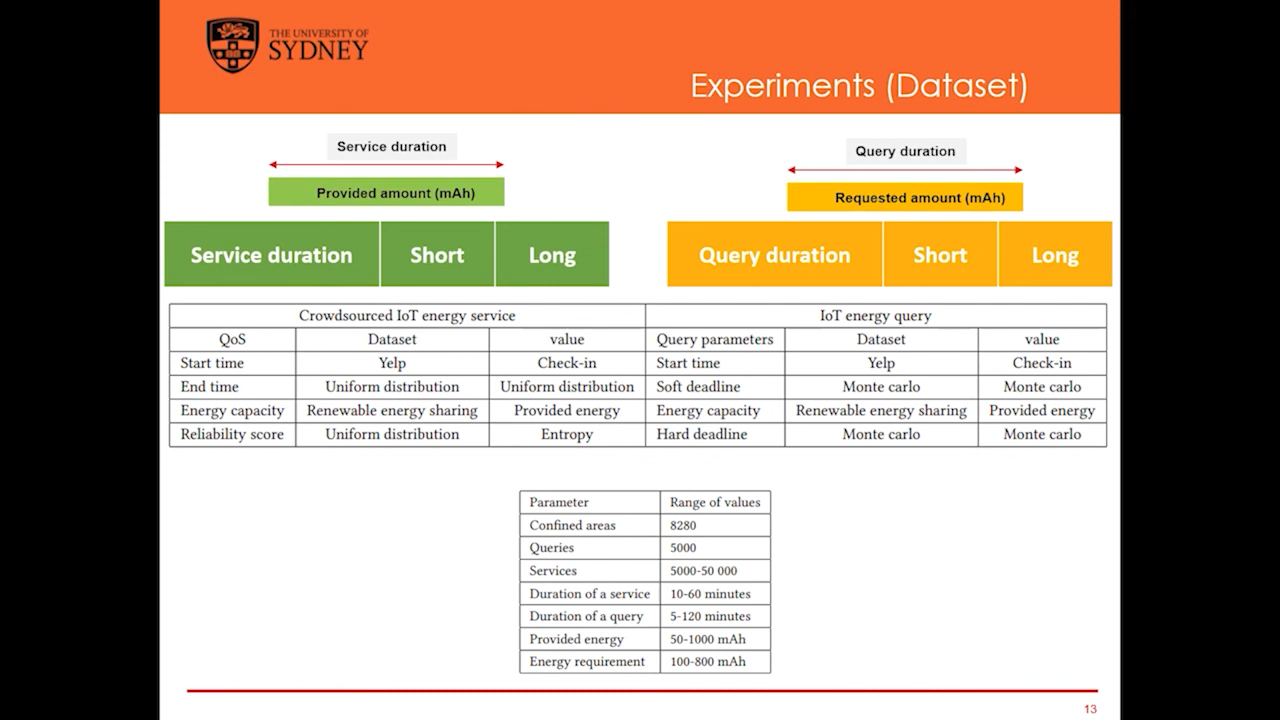 THE UNIVERSITY OF
SYDNEY
Experiments (Dataset)
Service duration
Provided amount (mAh)
Query duration
Requested amount (mAh)
Service duration Short Long
Query duration Short Long
Crowdsourced IoT energy service IoT energy query
QoS Dataset value Query parameters Dataset value
Start time Yelp Check-in Start time Yelp Check-in
End time Uniform distribution Uniform distribution Soft deadline Monte carlo Monte carlo
Energy capacity Renewable energy sharing Provided energy Energy capacity Renewable energy sharing Provided energy
Reliability score Uniform distribution Entropy Hard deadline Monte carlo Monte carlo
Parameter Range of values
Confined areas 8280
Queries 5000
Services 5000-50 000
Duration of a service 10-60 minutes
Duration of a query 5-120 minutes
Provided energy 50-1000 mAh
Energy requirement 100-800 mAh
13